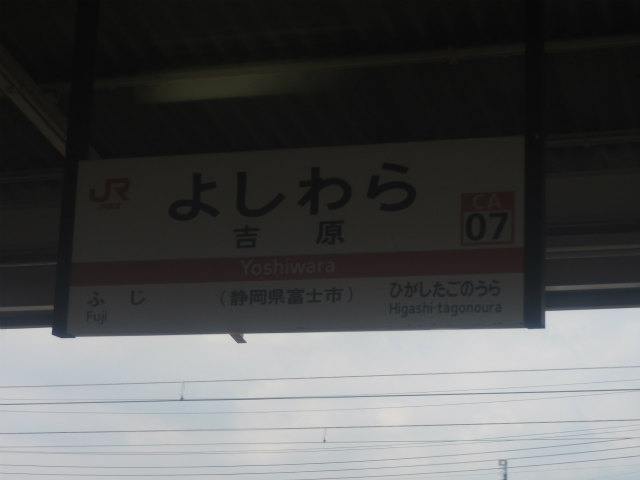 JR
よしわら
吉原
CA
07
Yoshiwara
ふじ
Fuji
(静岡県富士市)
ひがしたごのうら
Higashi-tagonoura